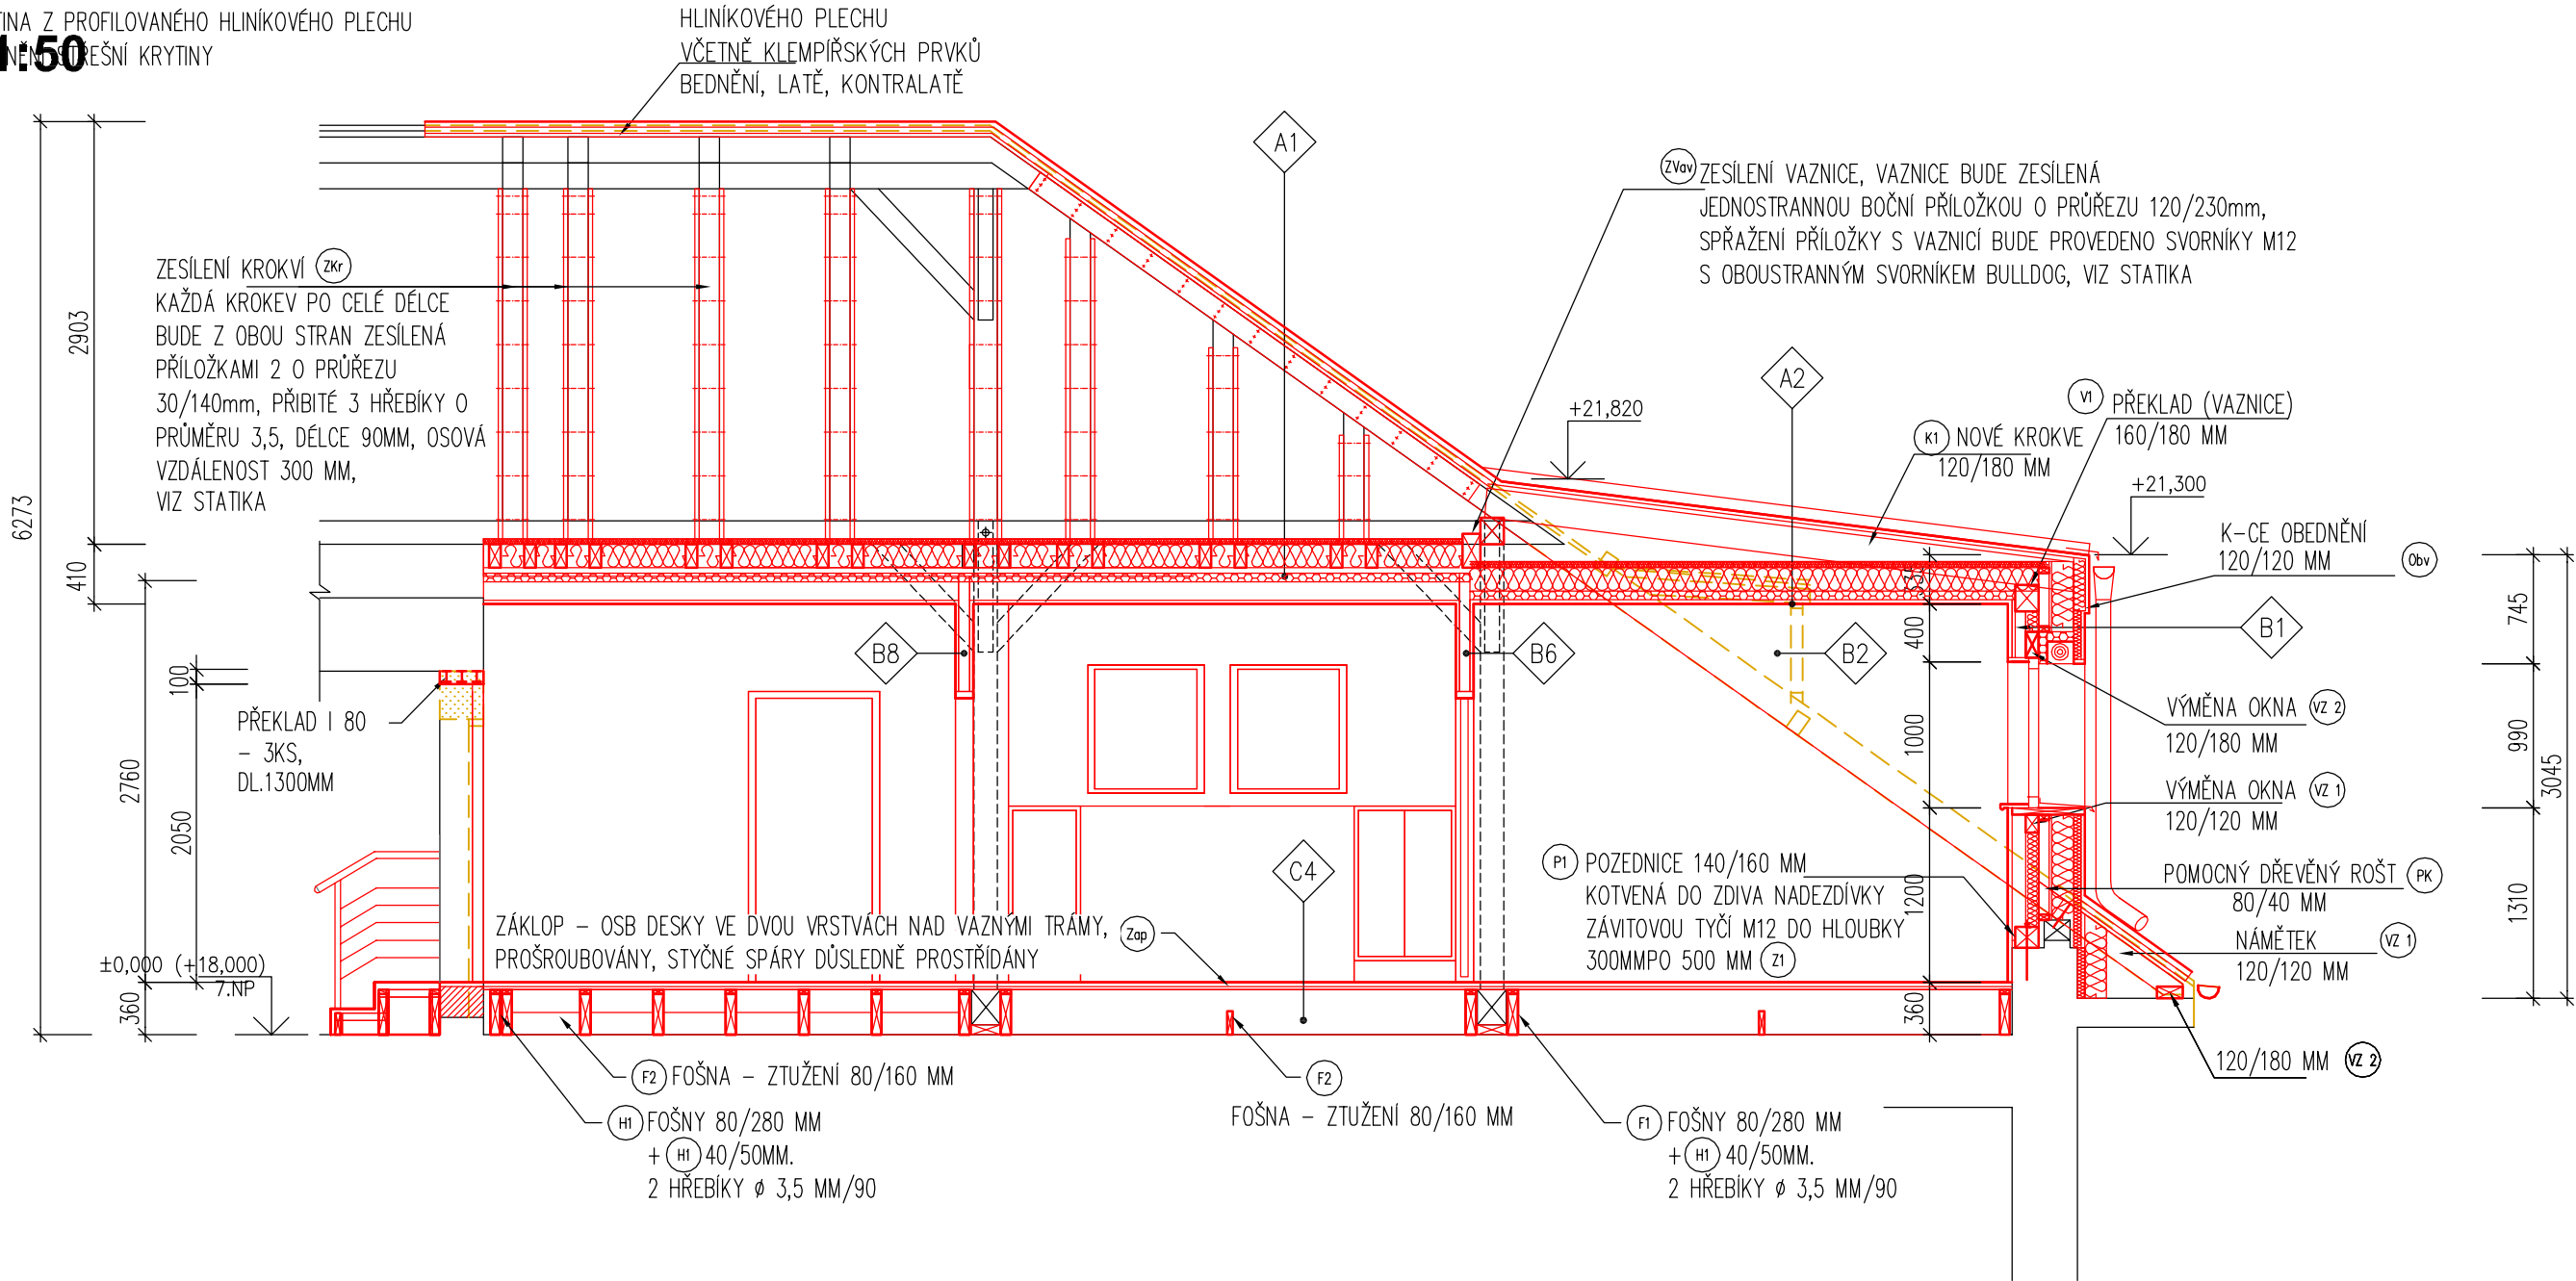 TINA Z PROFILOVANÉHO HLINÍKOVÉHO PLECHU
1:50
STŘEŠNÍ KRYTINY
HLINÍKOVÉHO PLECHU
VČETNĚ KLEMPÍŘSKÝCH PRVKŮ
BEDNĚNÍ, LATĚ, KONTRALATĚ
A1
ZVav
ZESÍLENÍ VAZNICE, VAZNICE BUDE ZESÍLENÁ
JEDNOSTRANNOU BOČNÍ PŘÍLOŽKOU O PRŮŘEZU 120/230mm,
SPŘAŽENÍ PŘÍLOŽKY S VAZNICÍ BUDE PROVEDENO SVORNÍKY M12
S OBOUSTRANNÝM SVORNÍKEM BULLDOG, VIZ STATIKA
ZESÍLENÍ KROKVÍ ZKr
KAŽDÁ KROKEV PO CELÉ DÉLCE
BUDE Z OBOU STRAN ZESÍLENÁ
PŘÍLOŽKAMI 2 O PRŮŘEZU
30/140mm, PŘIBITÉ 3 HŘEBÍKY O
PRŮMĚRU 3,5, DÉLCE 90MM, OSOVÁ
VZDÁLENOST 300 MM,
VIZ STATIKA
2903
6273
410
A2
+21,820
V1 PŘEKLAD (VAZNICE)
160/180 MM
K1 NOVÉ KROKVE
120/180 MM
+21,300
K-CE OBEDNĚNÍ
120/120 MM
Obv
B8
B6
B2
B1
400
745
100
PŘEKLAD I 80
- 3KS,
DL.1300MM
2760
2050
VÝMĚNA OKNA VZ 2
120/180 MM
1000
990
3045
VÝMĚNA OKNA VZ 1
120/120 MM
C4
P1 POZEDNICE 140/160 MM
KOTVENÁ DO ZDIVA NADEZDÍVKY
ZÁVITOVOU TYČÍ M12 DO HLOUBKY
300MMPO 500 MM Z1
1200
1310
POMOCNÝ DŘEVĚNÝ ROŠT PK
80/40 MM
NÁMĚTEK VZ 1
120/120 MM
ZÁKLOP - OSB DESKY VE DVOU VRSTVÁCH NAD VAZNÝMI TRÁMY, Zap
PROŠROUBOVÁNY, STYČNÉ SPÁRY DŮSLEDNĚ PROSTŘÍDÁNY
±0,000 (+18,000)
7.NP
360
360
120/180 MM VZ 2
F2 FOŠNA - ZTUŽENÍ 80/160 MM
F2
FOŠNA - ZTUŽENÍ 80/160 MM
H1 FOŠNY 80/280 MM
+ H1 40/50MM.
2 HŘEBÍKY ø 3,5 MM/90
F1 FOŠNY 80/280 MM
+ H1 40/50MM.
2 HŘEBÍKY ø 3,5 MM/90